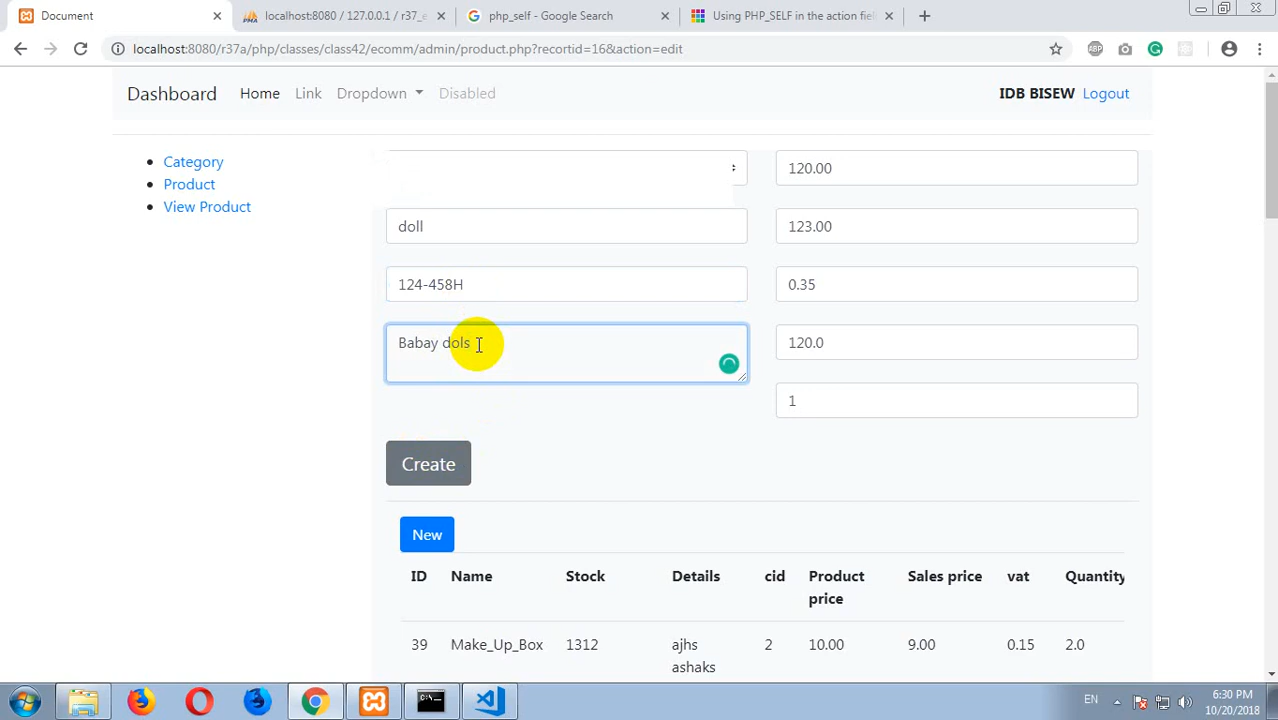 Document
localhost:8080 / 127.0.0.1 / r37_e
php_self - Google Search
Using PHP_SELF in the action fiel
localhost:8080/r37a/php/classes/class42/ecomm/admin/product.php?recordid=16&action=edit
ABP
Dashboard Home Link Dropdown Disabled IDB BISEW Logout
Category
Product
View Product
120.00
doll
123.00
124-458H
0.35
Babay dols
120.0
1
Create
New
ID Name Stock Details cid Product price Sales price vat Quantity
39 Make_Up_Box 1312 ajhs ashaks 2 10.00 9.00 0.15 2.0
EN
6:30 PM
10/20/2018